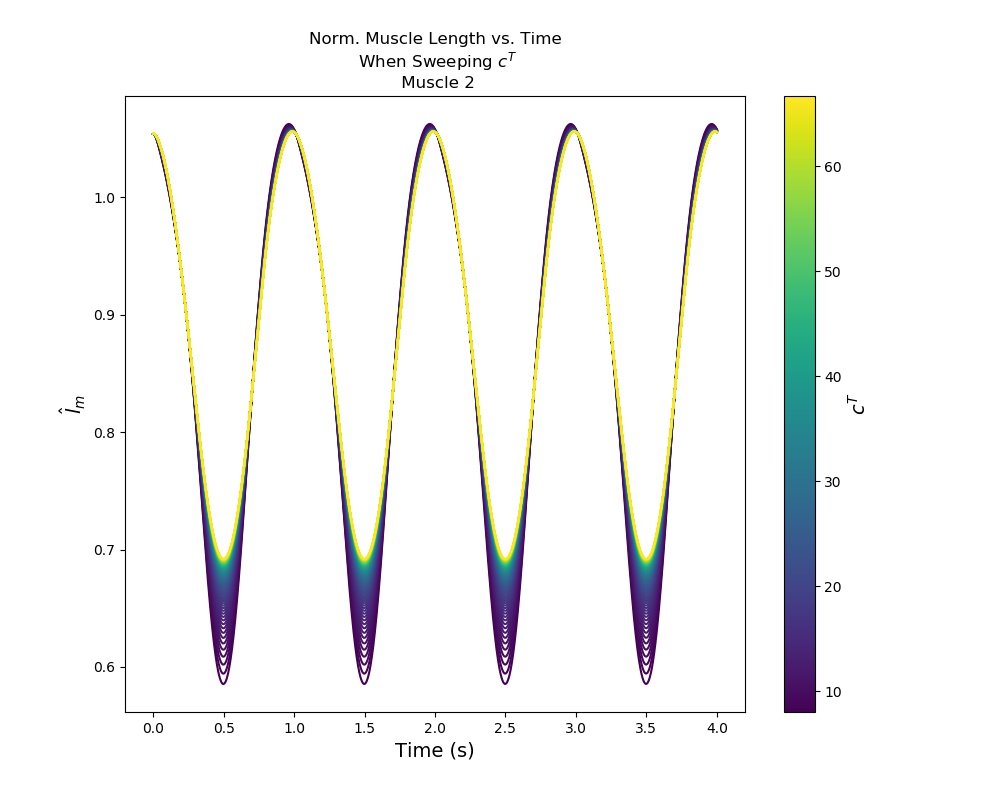 Norm. Muscle Length vs. Time
When Sweeping $c^T$
Muscle 2
1.0
0.9
0.8
0.7
0.6
$\hat{l}_m$
0.0 0.5 1.0 1.5 2.0 2.5 3.0 3.5 4.0
Time (s)
60
50
40
30
20
10
$c^T$